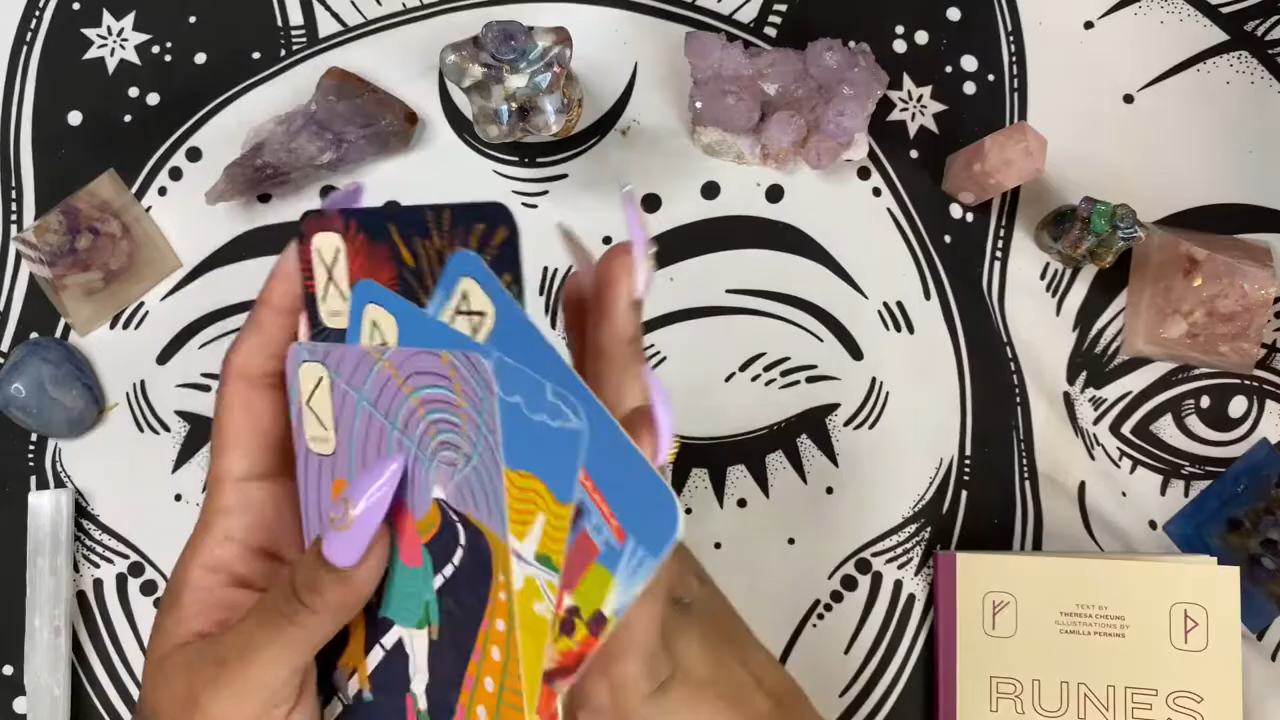 TEXT BY
THERESA CHEUNG
ILLUSTRATIONS BY
CAMILLA PERKINS
RUNES